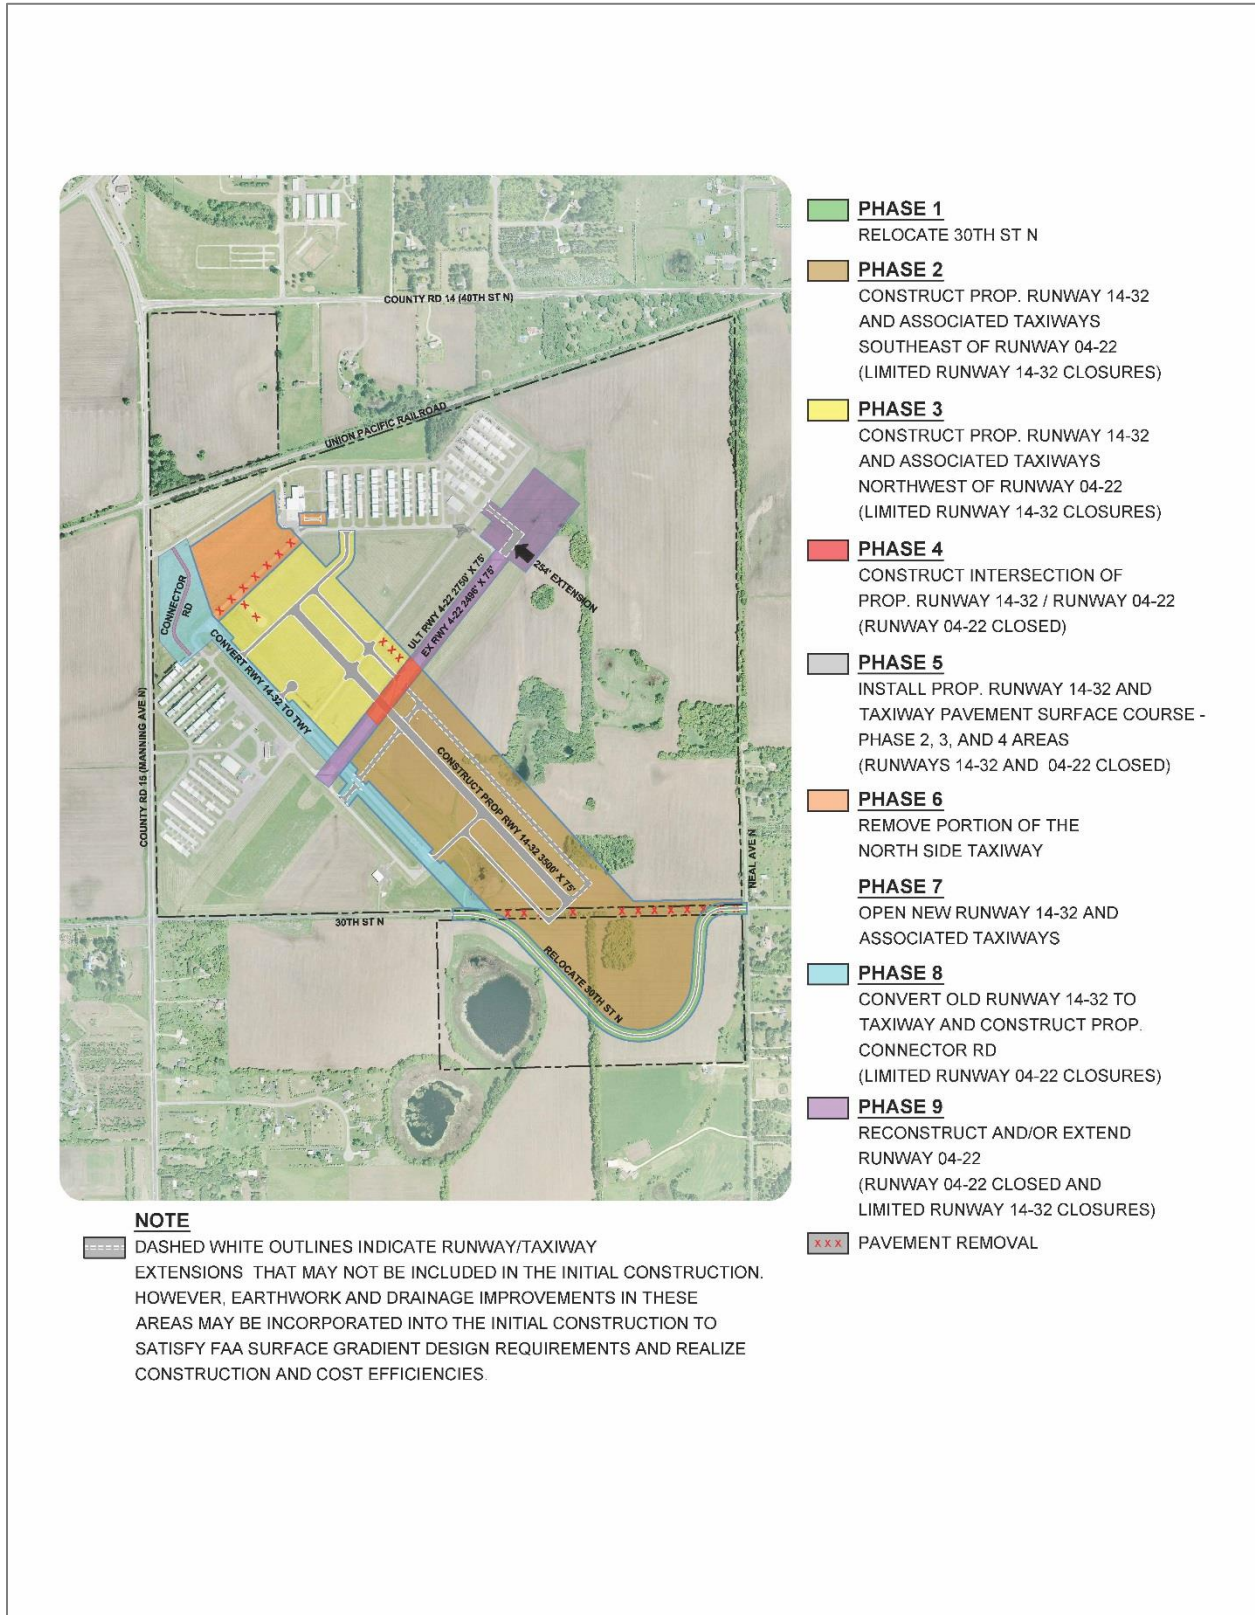 COUNTY RD 14 (40TH ST N)
UNION PACIFIC RAILROAD
254' EXTENSION
ULT RWY 4-22 2750' X 75'
EX RWY 4-22 2496' X 75'
CONNECTOR
RD
CONVERT RWY 14-32 TO TWY
CONSTRUCT PROP RWY 14-32 3500' X 75'
COUNTY RD 15 (MANNING AVE N)
NEAL AVE N
30TH ST N
RELOCATE 30TH ST N
PHASE 1
RELOCATE 30TH ST N
PHASE 2
CONSTRUCT PROP. RUNWAY 14-32
AND ASSOCIATED TAXIWAYS
SOUTHEAST OF RUNWAY 04-22
(LIMITED RUNWAY 14-32 CLOSURES)
PHASE 3
CONSTRUCT PROP. RUNWAY 14-32
AND ASSOCIATED TAXIWAYS
NORTHWEST OF RUNWAY 04-22
(LIMITED RUNWAY 14-32 CLOSURES)
PHASE 4
CONSTRUCT INTERSECTION OF
PROP. RUNWAY 14-32 / RUNWAY 04-22
(RUNWAY 04-22 CLOSED)
PHASE 5
INSTALL PROP. RUNWAY 14-32 AND
TAXIWAY PAVEMENT SURFACE COURSE -
PHASE 2, 3, AND 4 AREAS
(RUNWAYS 14-32 AND 04-22 CLOSED)
PHASE 6
REMOVE PORTION OF THE
NORTH SIDE TAXIWAY
PHASE 7
OPEN NEW RUNWAY 14-32 AND
ASSOCIATED TAXIWAYS
PHASE 8
CONVERT OLD RUNWAY 14-32 TO
TAXIWAY AND CONSTRUCT PROP.
CONNECTOR RD
(LIMITED RUNWAY 04-22 CLOSURES)
PHASE 9
RECONSTRUCT AND/OR EXTEND
RUNWAY 04-22
(RUNWAY 04-22 CLOSED AND
LIMITED RUNWAY 14-32 CLOSURES)
XXX PAVEMENT REMOVAL
NOTE
DASHED WHITE OUTLINES INDICATE RUNWAY/TAXIWAY
EXTENSIONS THAT MAY NOT BE INCLUDED IN THE INITIAL CONSTRUCTION.
HOWEVER, EARTHWORK AND DRAINAGE IMPROVEMENTS IN THESE
AREAS MAY BE INCORPORATED INTO THE INITIAL CONSTRUCTION TO
SATISFY FAA SURFACE GRADIENT DESIGN REQUIREMENTS AND REALIZE
CONSTRUCTION AND COST EFFICIENCIES.